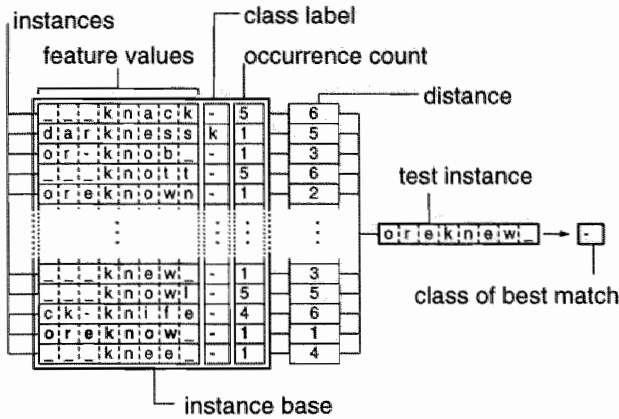 instances
class label
feature values
occurrence count
distance
_ _ _ k n a c k - 5 6
d a r k n e s s k 1 5
o r - k n o b _ - 1 3
_ _ _ k n o t t - 5 6
o r e k n o w n - 1 2
test instance
o r e k n e w _ -
_ _ _ k n e w _ - 1 3
_ _ _ k n o w l - 5 5
c k - k n i f e - 4 6
o r e k n o w _ - 1 1
_ _ _ k n e e _ - 1 4
class of best match
instance base